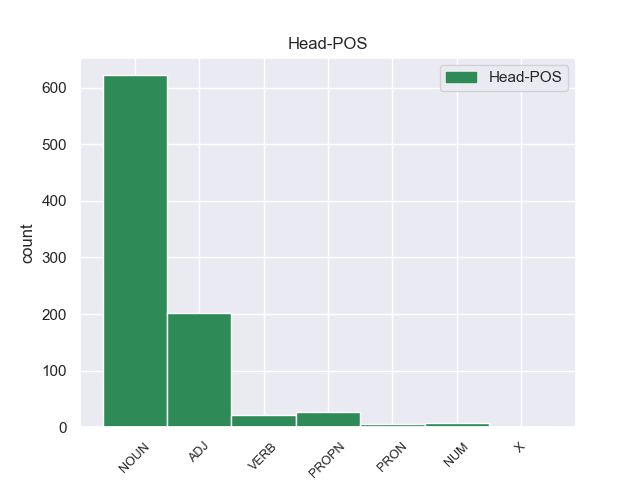 Head-POS
Head-POS
count
600
500
400
300
200
100
0
NOUN
ADJ
VERB
PROPN
PRON
NUM
X